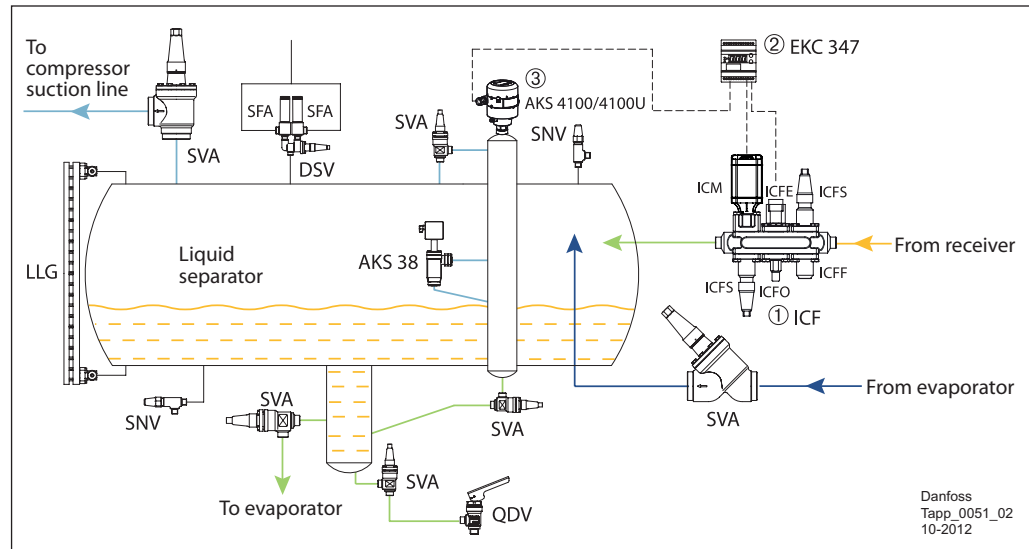 To
compressor
suction line
SVA
SFA SFA
DSV
SVA
③
AKS 4100/4100U
SNV
② EKC 347
ICM
ICFE
ICFS
From receiver
LLG
Liquid
separator
AKS 38
ICFS
ICFO
ICFF
① ICF
From evaporator
SVA
SNV
SVA
SVA
To evaporator
SVA
QDV
Danfoss
Tapp_0051_02
10-2012